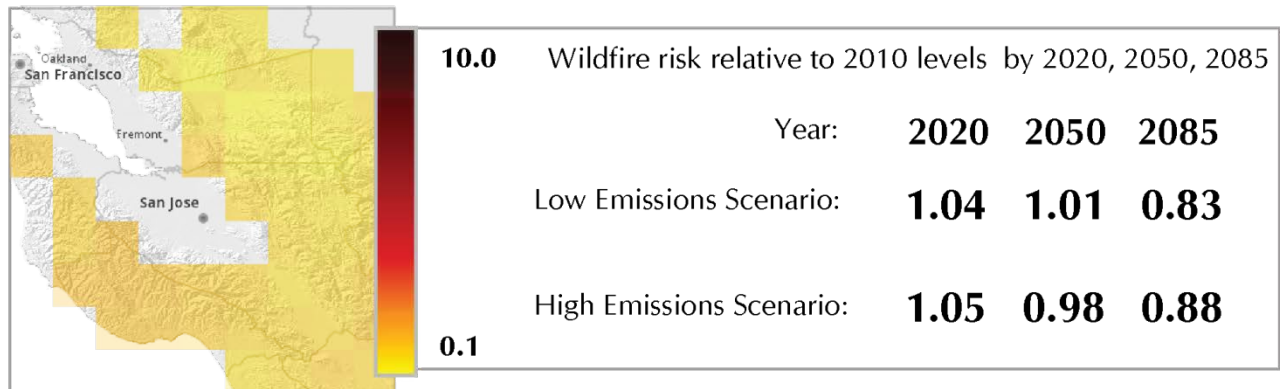 Oakland
San Francisco
Fremont
San Jose
10.0
0.1
Wildfire risk relative to 2010 levels by 2020, 2050, 2085
Year: 2020 2050 2085
Low Emissions Scenario: 1.04 1.01 0.83
High Emissions Scenario: 1.05 0.98 0.88